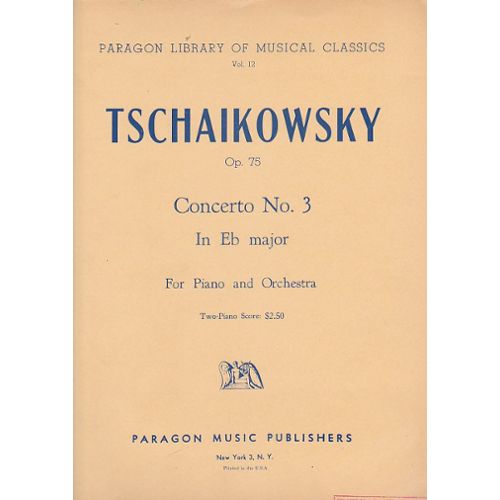 PARAGON LIBRARY OF MUSICAL CLASSICS
Vol. 12
TSCHAIKOWSKY
Op. 75
Concerto No. 3
In Eb major
For Piano and Orchestra
Two-Piano Score: $2.50
PARAGON MUSIC PUBLISHERS
New York 3, N. Y.
Printed in the U.S.A.